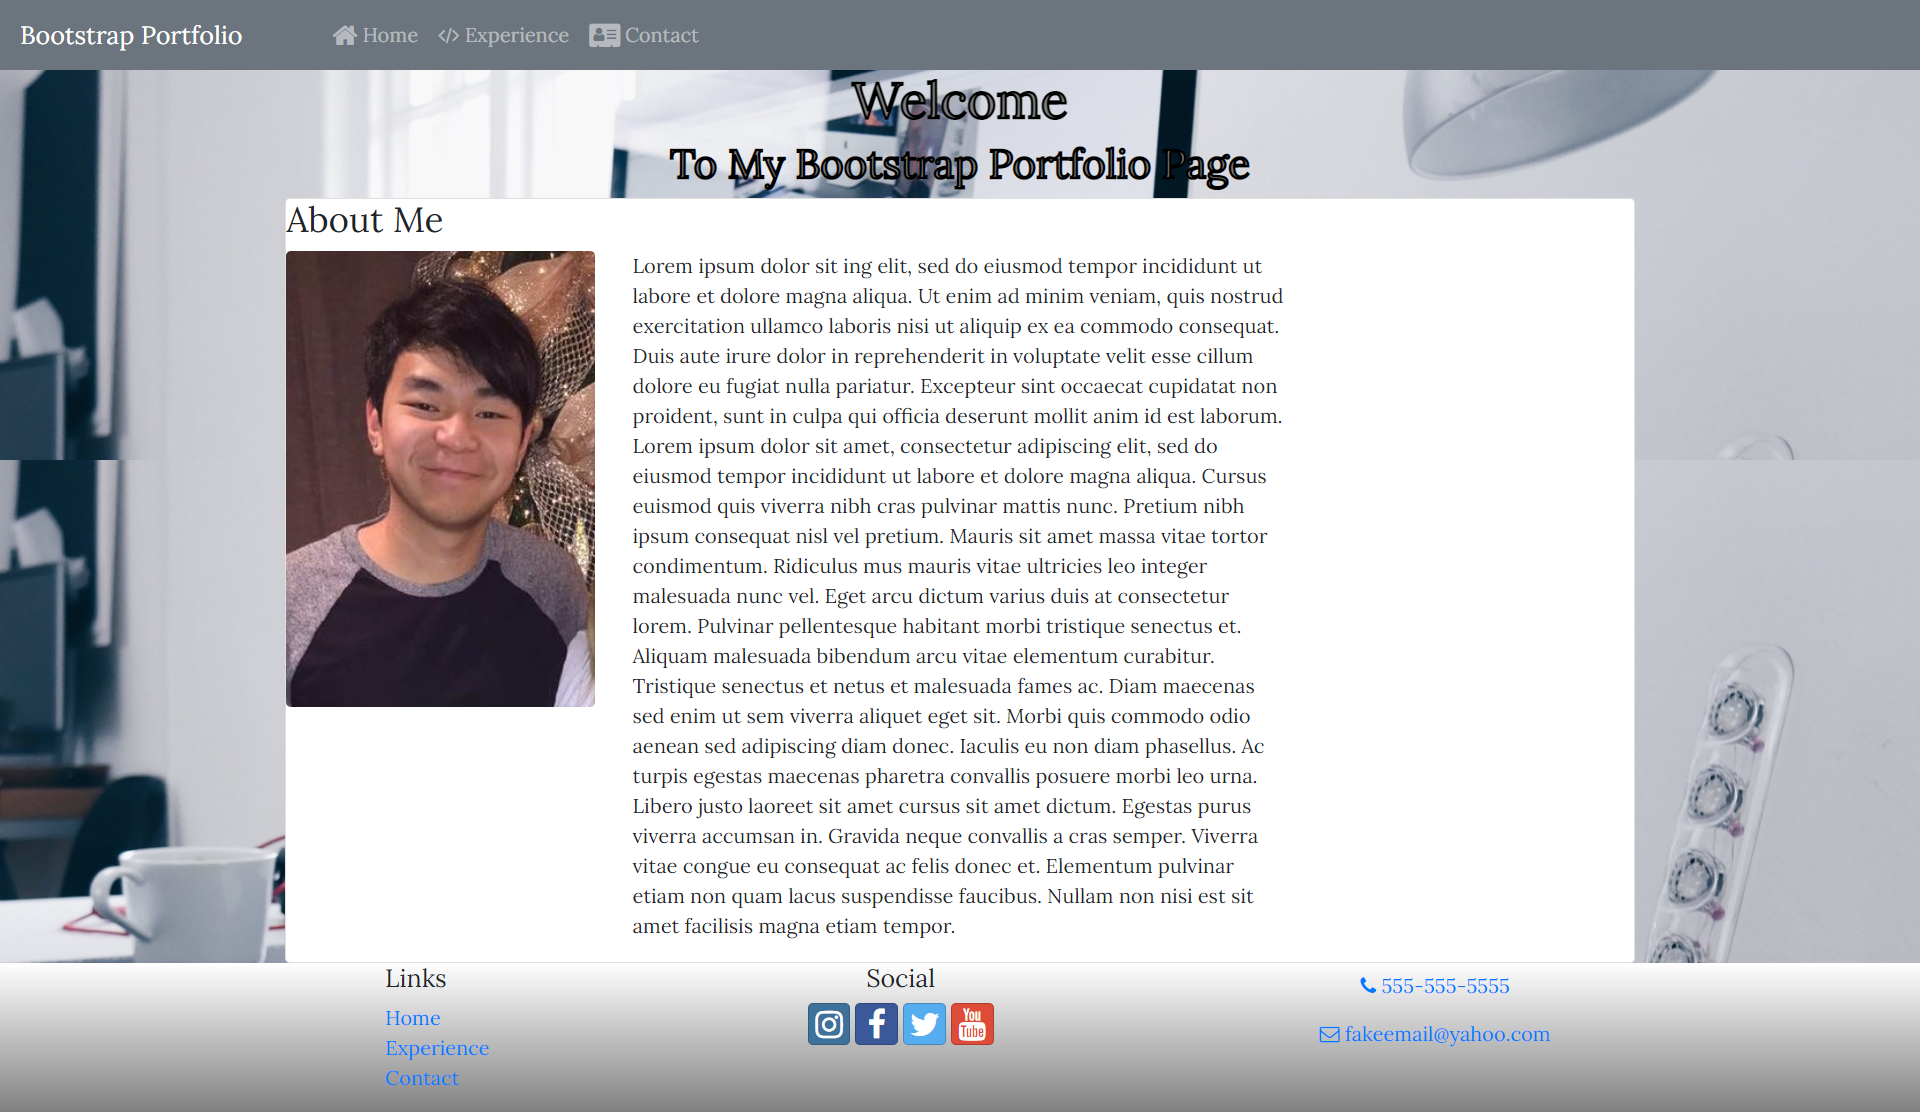 Bootstrap Portfolio
Home
Experience
Contact
Welcome
To My Bootstrap Portfolio Page
About Me
Lorem ipsum dolor sit ing elit, sed do eiusmod tempor incididunt ut
labore et dolore magna aliqua. Ut enim ad minim veniam, quis nostrud
exercitation ullamco laboris nisi ut aliquip ex ea commodo consequat.
Duis aute irure dolor in reprehenderit in voluptate velit esse cillum
dolore eu fugiat nulla pariatur. Excepteur sint occaecat cupidatat non
proident, sunt in culpa qui officia deserunt mollit anim id est laborum.
Lorem ipsum dolor sit amet, consectetur adipiscing elit, sed do
eiusmod tempor incididunt ut labore et dolore magna aliqua. Cursus
euismod quis viverra nibh cras pulvinar mattis nunc. Pretium nibh
ipsum consequat nisl vel pretium. Mauris sit amet massa vitae tortor
condimentum. Ridiculus mus mauris vitae ultricies leo integer
malesuada nunc vel. Eget arcu dictum varius duis at consectetur
lorem. Pulvinar pellentesque habitant morbi tristique senectus et.
Aliquam malesuada bibendum arcu vitae elementum curabitur.
Tristique senectus et netus et malesuada fames ac. Diam maecenas
sed enim ut sem viverra aliquet eget sit. Morbi quis commodo odio
aenean sed adipiscing diam donec. Iaculis eu non diam phasellus. Ac
turpis egestas maecenas pharetra convallis posuere morbi leo urna.
Libero justo laoreet sit amet cursus sit amet dictum. Egestas purus
viverra accumsan in. Gravida neque convallis a cras semper. Viverra
vitae congue eu consequat ac felis donec et. Elementum pulvinar
etiam non quam lacus suspendisse faucibus. Nullam non nisi est sit
amet facilisis magna etiam tempor.
Links
Home
Experience
Contact
Social
You
Tube
555-555-5555
fakeemail@yahoo.com